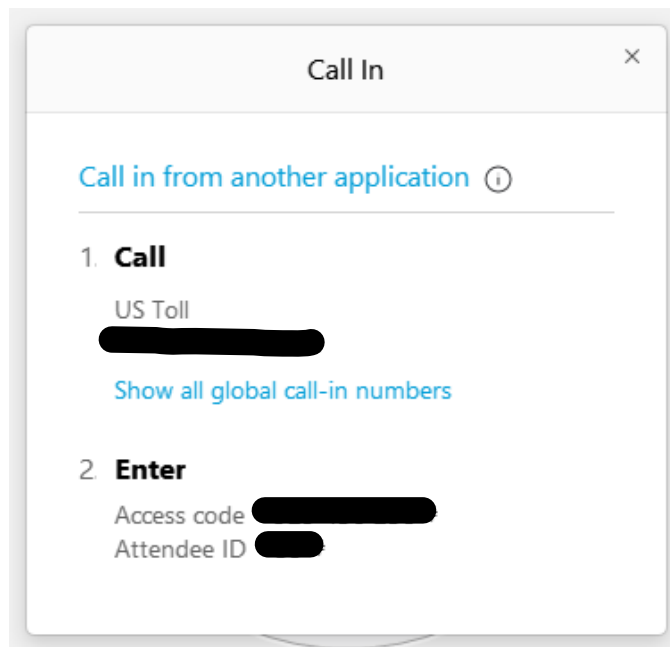 Call In
Call in from another application
1. Call
US Toll
Show all global call-in numbers
2. Enter
Access code
Attendee ID